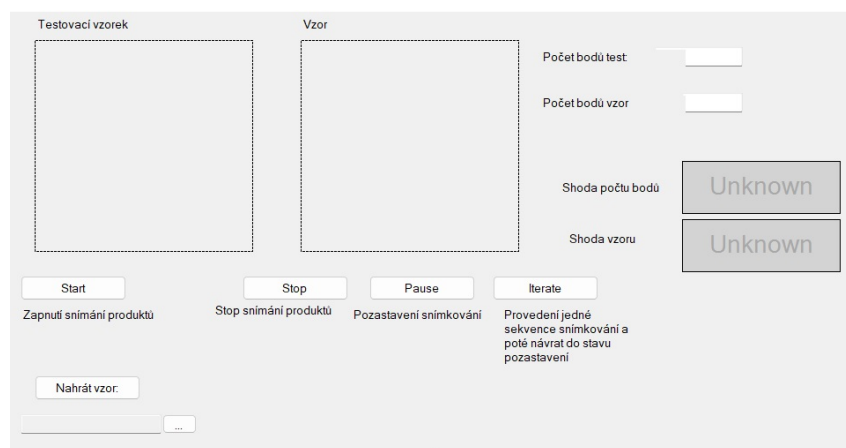 Testovací vzorek
Vzor
Počet bodů test:
Počet bodů vzor
Shoda počtu bodů
Unknown
Shoda vzoru
Unknown
Start
Stop
Pause
Iterate
Zapnutí snímání produktů
Stop snímání produktů
Pozastavení snímkování
Provedení jedné
sekvence snímkování a
poté návrat do stavu
pozastavení
Nahrát vzor:
...